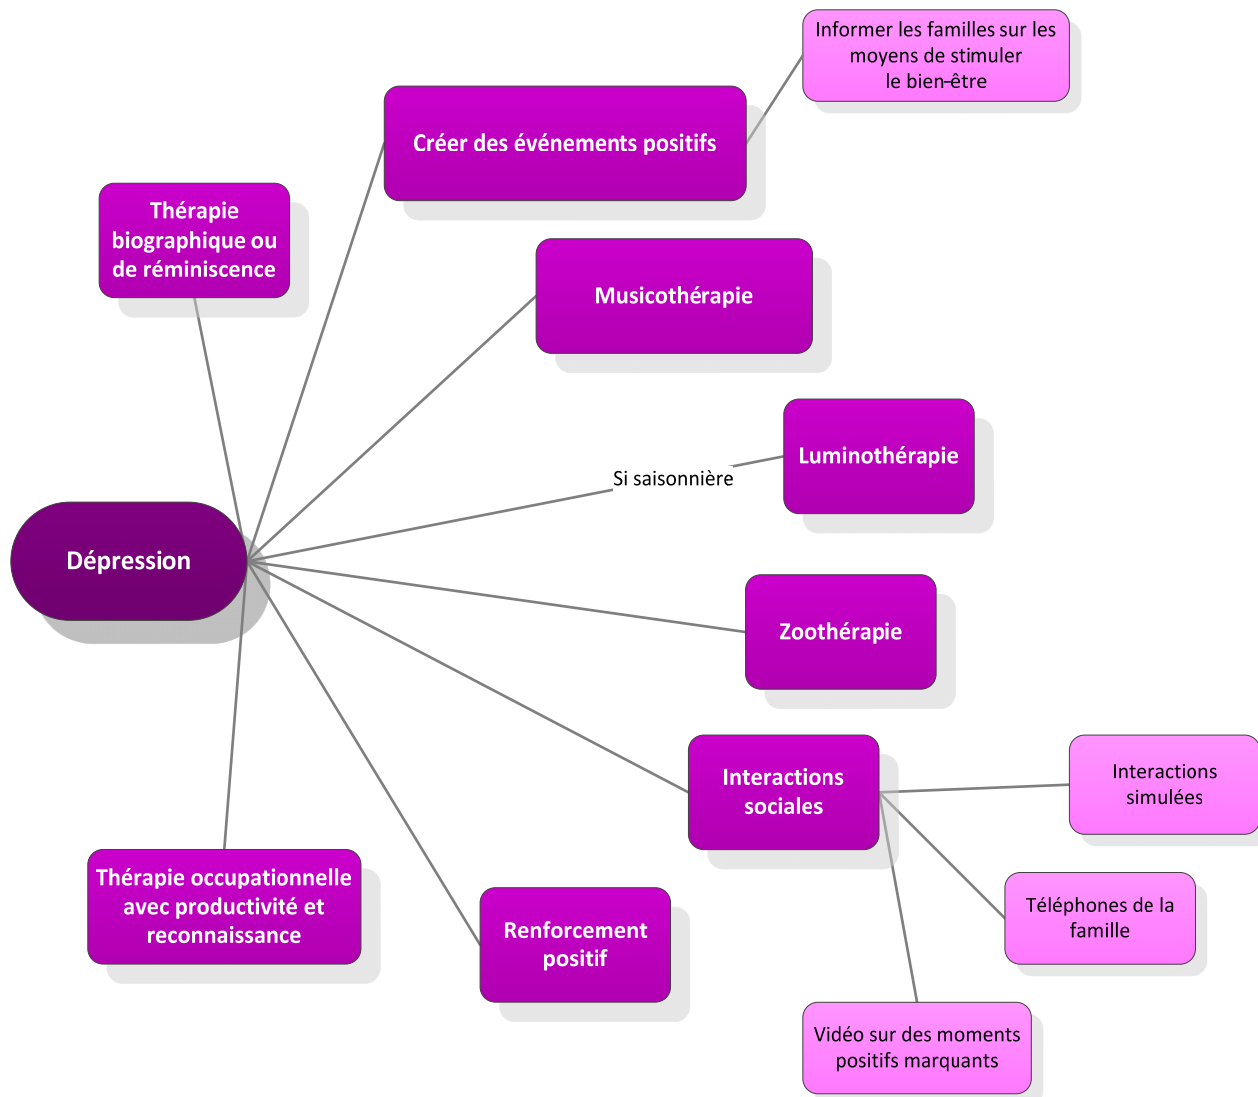 Informer les familles sur les
moyens de stimuler
le bien-être
Créer des événements positifs
Thérapie
biographique ou
de réminiscence
Musicothérapie
Luminothérapie
Si saisonnière
Dépression
Zoothérapie
Interactions
sociales
Interactions
simulées
Thérapie occupationnelle
avec productivité et
reconnaissance
Renforcement
positif
Téléphones de la
famille
Vidéo sur des moments
positifs marquants